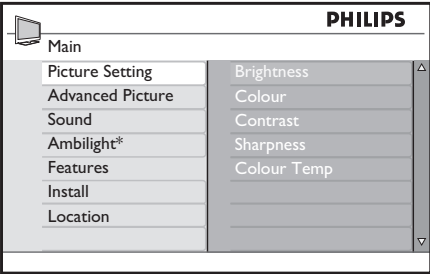 PHILIPS
Main
Picture Setting
Advanced Picture
Sound
Ambilight*
Features
Install
Location
Brightness
Colour
Contrast
Sharpness
Colour Temp